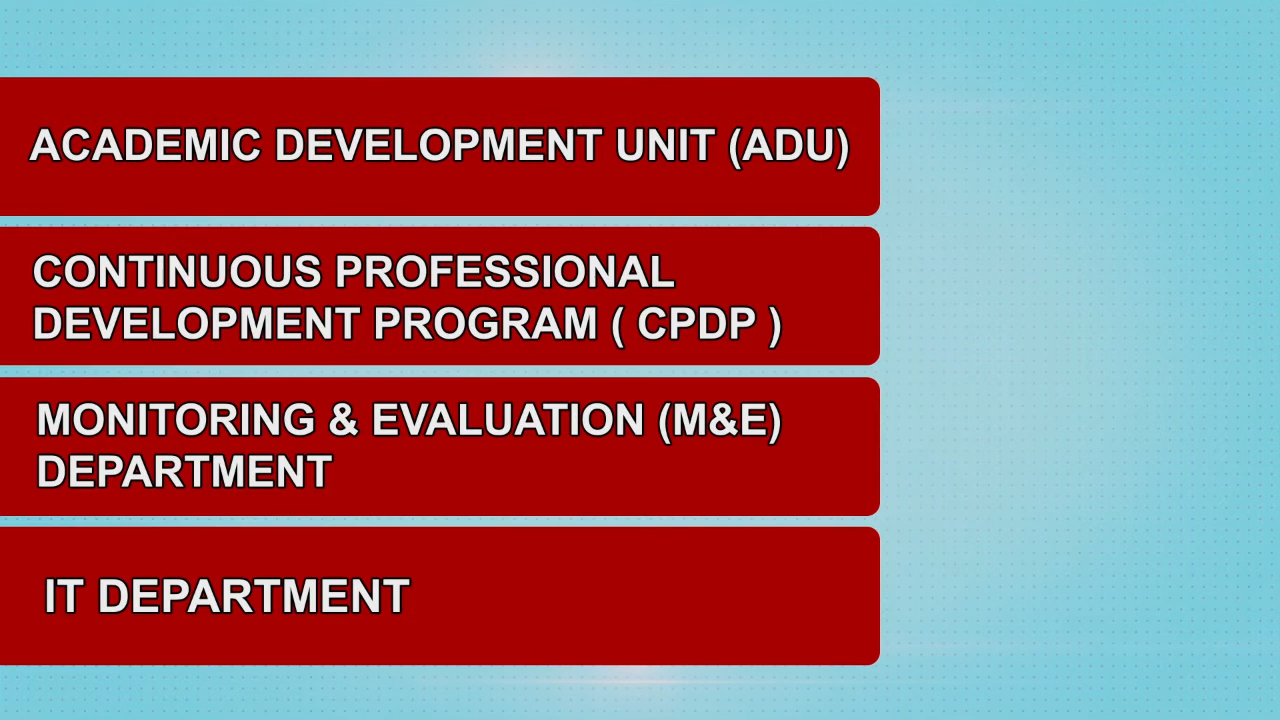 ACADEMIC DEVELOPMENT UNIT (ADU)
CONTINUOUS PROFESSIONAL
DEVELOPMENT PROGRAM ( CPDP )
MONITORING & EVALUATION (M&E)
DEPARTMENT
IT DEPARTMENT